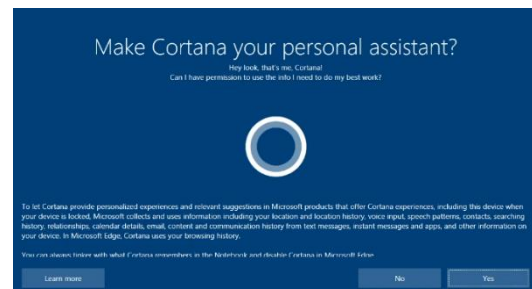 Make Cortana your personal assistant?
Hey look, that's me, Cortana!
Can I have permission to use the info I need to do my best work?
To let Cortana provide personalized experiences and relevant suggestions in Microsoft products that offer Cortana experiences, including this device when
your device is locked, Microsoft collects and uses information including your location and location history, voice input, speech patterns, contacts, searching
history, relationships, calendar details, email, content and communication history from text messages, instant messages and apps, and other information on
your device. In Microsoft Edge, Cortana uses your browsing history.
You can always tinker with what Cortana remembers in the Notebook and disable Cortana in Microsoft Edge
Learn more
No
Yes